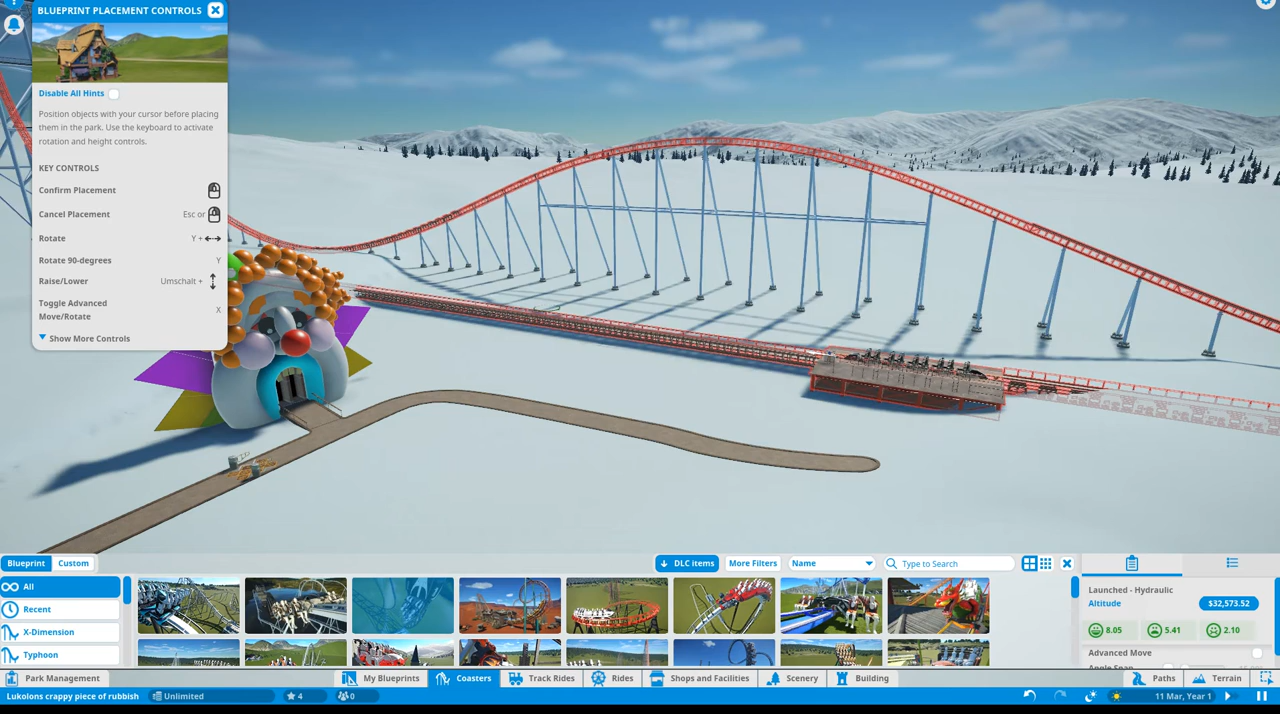 BLUEPRINT PLACEMENT CONTROLS
Disable All Hints
Position objects with your cursor before placing
them in the park. Use the keyboard to activate
rotation and height controls.
KEY CONTROLS
Confirm Placement
Cancel Placement Esc or
Rotate Y +
Rotate 90-degrees Y
Raise/Lower Umschalt +
Toggle Advanced
Move/Rotate X
Show More Controls
Blueprint Custom DLC items More Filters Name Type to Search
All
Recent
X-Dimension
Typhoon
Launched - Hydraulic
Altitude $32,573.52
8.05 5.41 2.10
Advanced Move
Park Management My Blueprints Coasters Track Rides Rides Shops and Facilities Scenery Building Paths Terrain
Lukolons crappy piece of rubbish Unlimited 4 0 11 Mar, Year 1